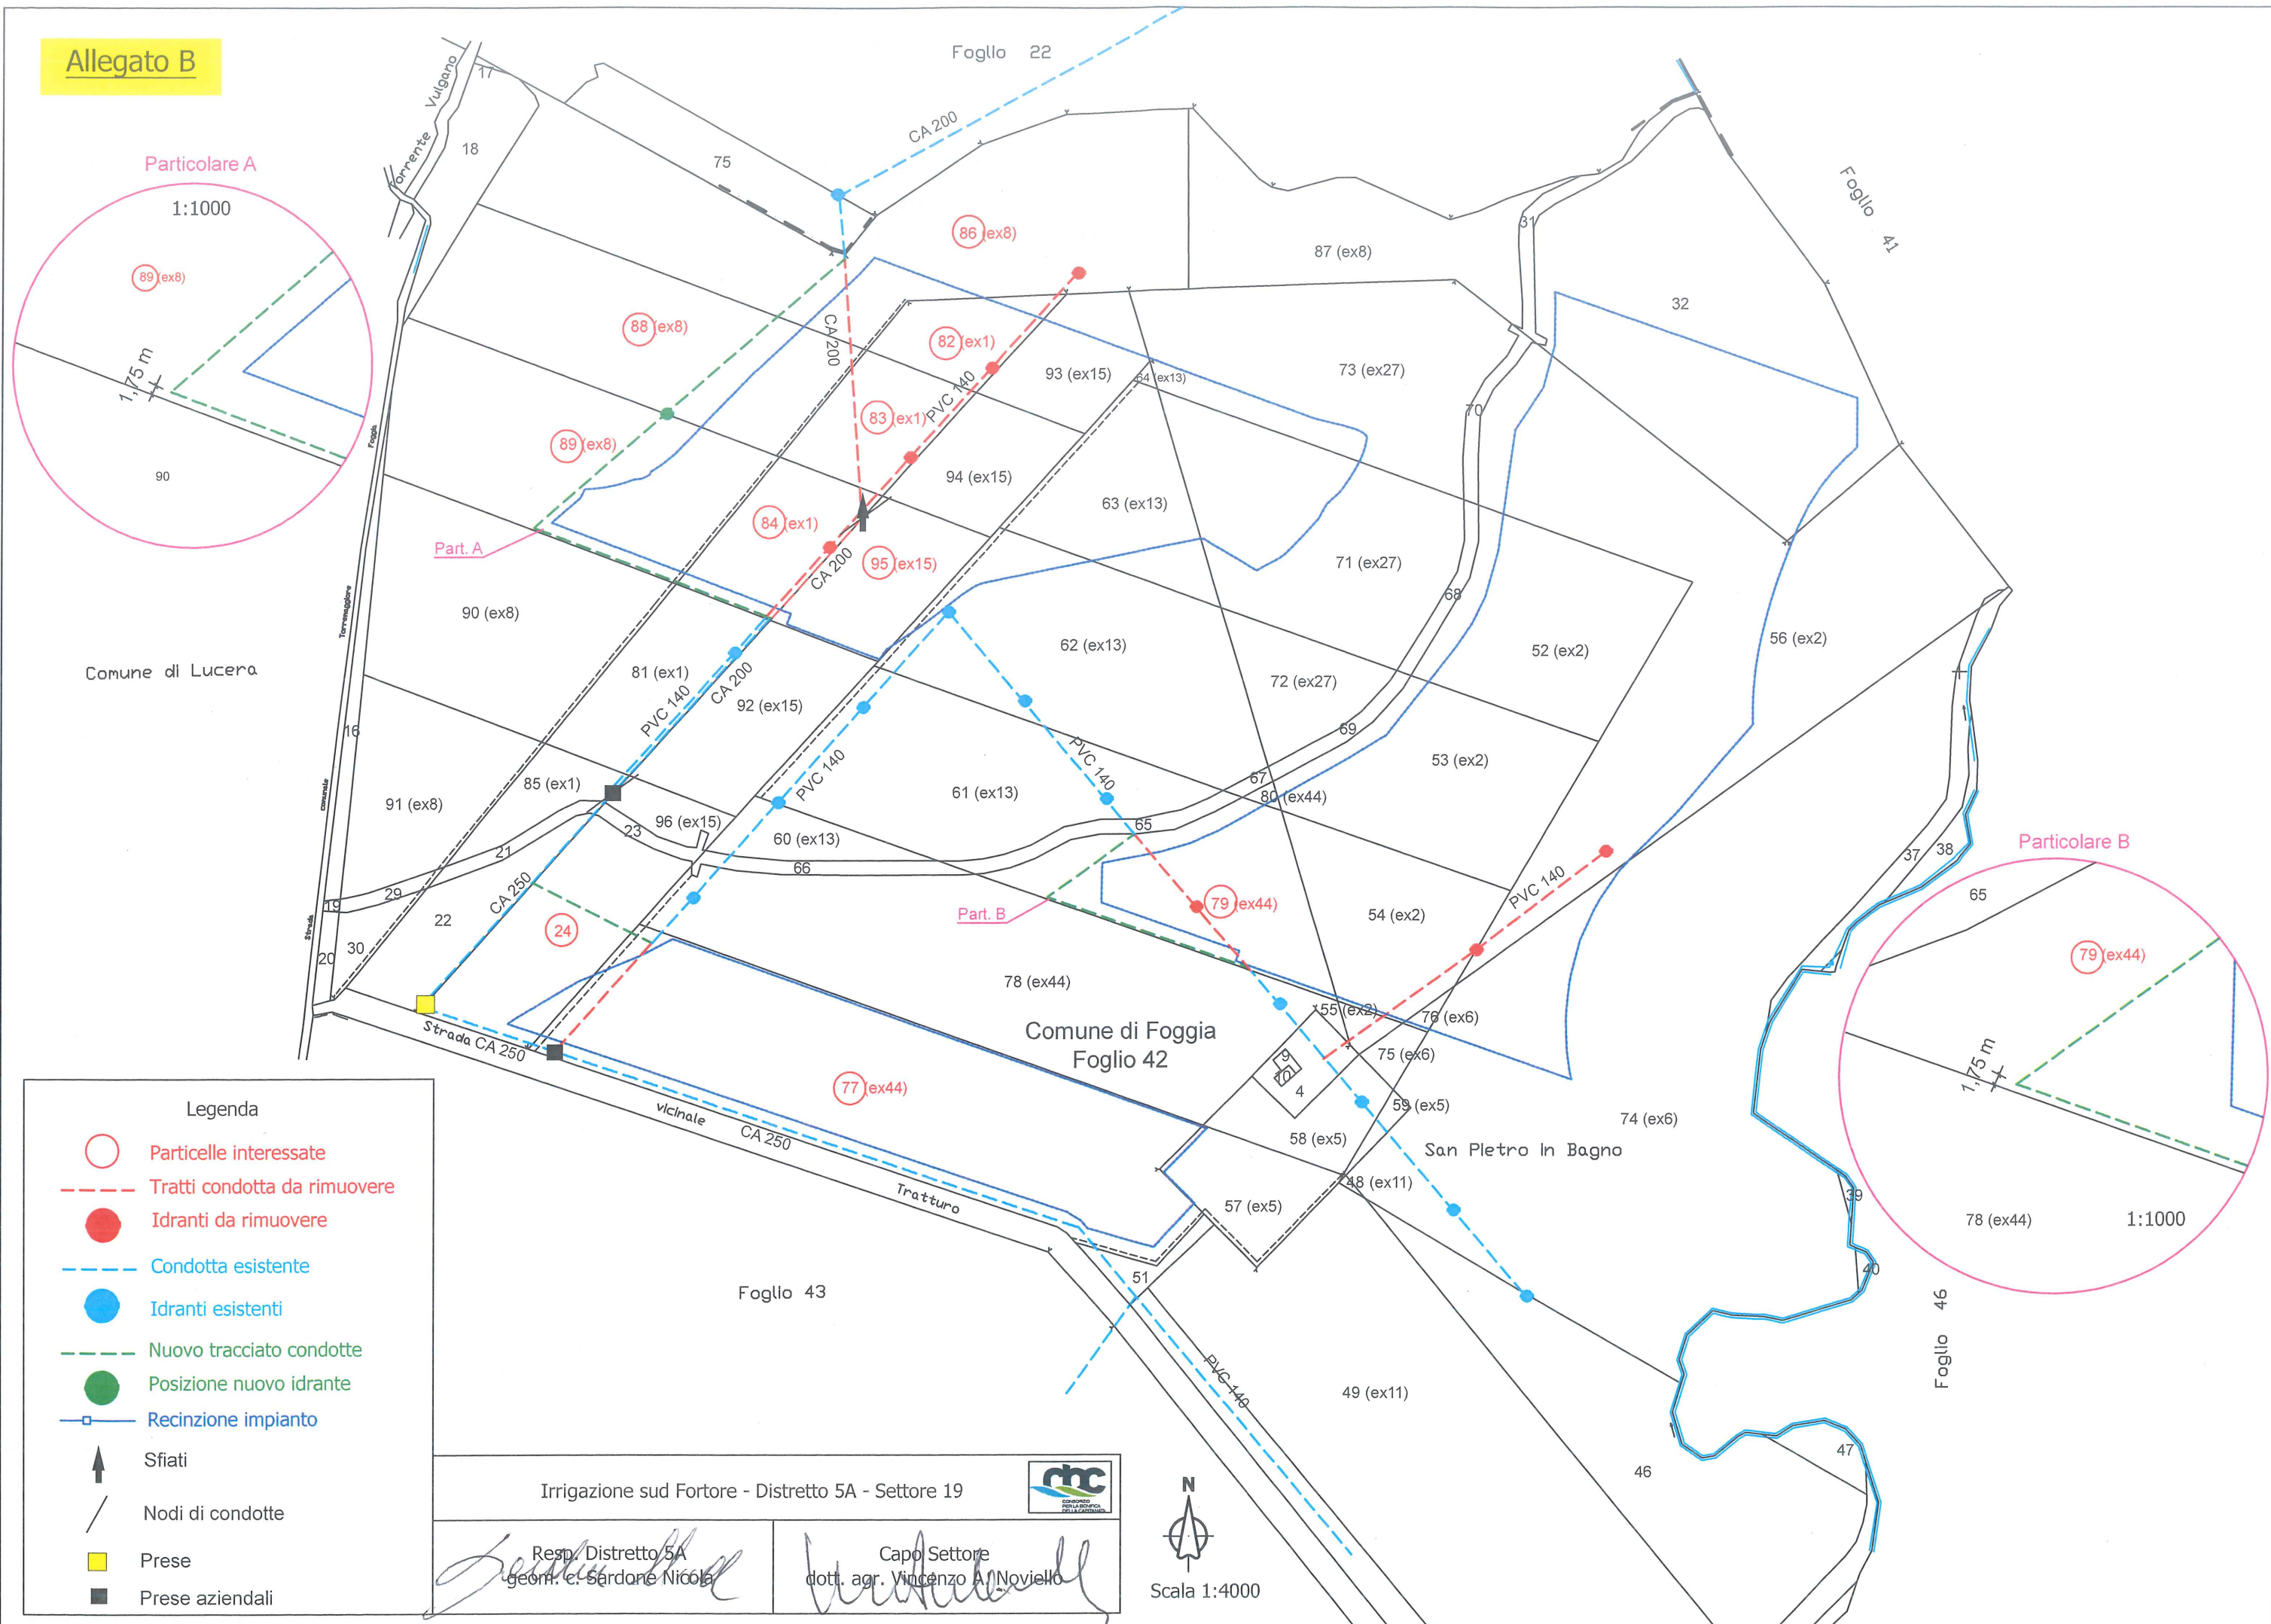 Allegato B
Foglio 22
Torrente Vulgano
17
18
75
CA 200
Particolare A
1:1000
89 (ex8)
1,75 m
90
86 (ex8)
87 (ex8)
31
Foglio 41
32
88 (ex8)
CA 200
82 (ex1)
93 (ex15)
64 (ex13)
73 (ex27)
70
PVC 140
83 (ex1)
89 (ex8)
94 (ex15)
63 (ex13)
84 (ex1)
Part. A
CA 200
95 (ex15)
71 (ex27)
68
90 (ex8)
62 (ex13)
52 (ex2)
56 (ex2)
Comune di Lucera
81 (ex1)
CA 200
PVC 140
92 (ex15)
72 (ex27)
69
16
Strada comunale Torremaggiore Foggia
PVC 140
PVC 140
53 (ex2)
67
80 (ex44)
85 (ex1)
91 (ex8)
61 (ex13)
96 (ex15)
23
60 (ex13)
65
21
66
29
19
CA 250
22
24
30
20
Part. B
79 (ex44)
54 (ex2)
PVC 140
37
38
Particolare B
65
79 (ex44)
1,75 m
78 (ex44)
1:1000
78 (ex44)
Comune di Foggia
Foglio 42
55 (ex2)
76 (ex6)
75 (ex6)
9
10
4
59 (ex5)
58 (ex5)
74 (ex6)
San Pietro In Bagno
Strada CA 250
77 (ex44)
vicinale
CA 250
Tratturo
57 (ex5)
48 (ex11)
39
40
51
Foglio 43
Foglio 46
PVC 140
49 (ex11)
46
47
Legenda
Particelle interessate
Tratti condotta da rimuovere
Idranti da rimuovere
Condotta esistente
Idranti esistenti
Nuovo tracciato condotte
Posizione nuovo idrante
Recinzione impianto
Sfiati
Nodi di condotte
Prese
Prese aziendali
Irrigazione sud Fortore - Distretto 5A - Settore 19
cbc
CONSORZIO
PER LA BONIFICA
DELLA CAPITANATA
Resp. Distretto 5A
geom. c. Sardone Nicola
Capo Settore
dott. agr. Vincenzo A. Noviello
N
Scala 1:4000